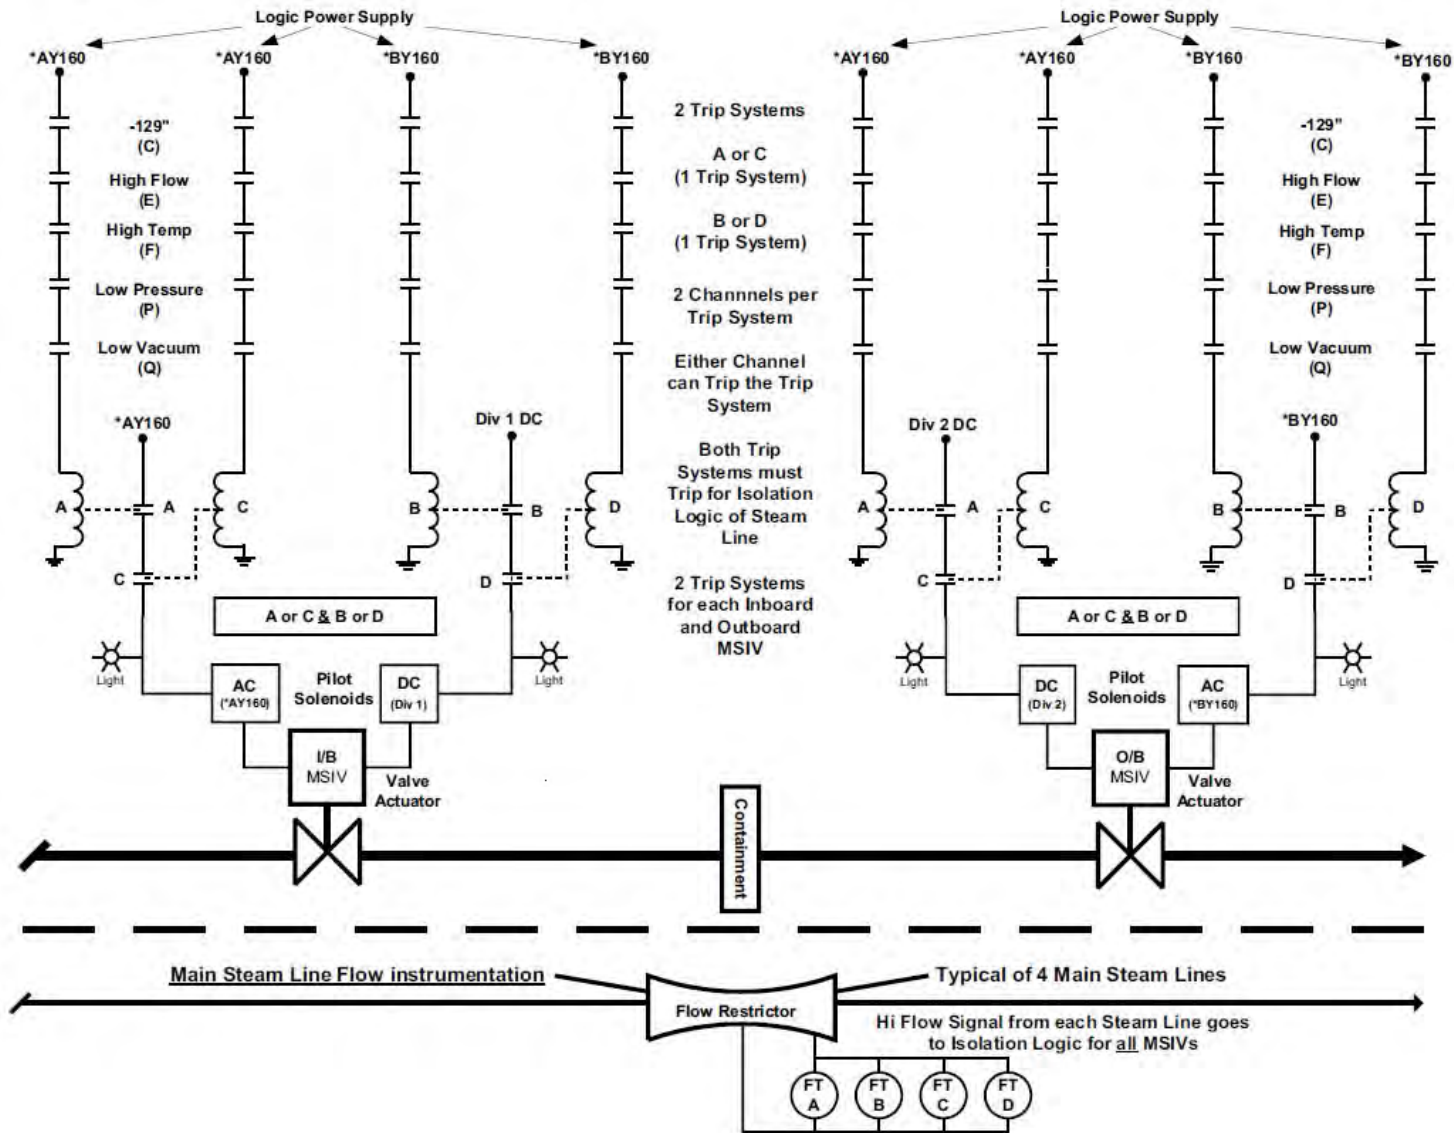 Logic Power Supply
Logic Power Supply
*AY160
*AY160
*BY160
*BY160
*AY160
*AY160
*BY160
*BY160
-129"
(C)
High Flow
(E)
High Temp
(F)
Low Pressure
(P)
Low Vacuum
(Q)
2 Trip Systems
A or C
(1 Trip System)
B or D
(1 Trip System)
2 Channnels per
Trip System
Either Channel
can Trip the Trip
System
Both Trip
Systems must
Trip for Isolation
Logic of Steam
Line
2 Trip Systems
for each Inboard
and Outboard
MSIV
-129"
(C)
High Flow
(E)
High Temp
(F)
Low Pressure
(P)
Low Vacuum
(Q)
*AY160
Div 1 DC
Div 2 DC
*BY160
A
A
C
B
B
D
A
A
C
B
B
D
C
D
C
D
A or C & B or D
A or C & B or D
Light
Light
Light
Light
AC
(*AY160)
Pilot
Solenoids
DC
(Div 1)
DC
(Div 2)
Pilot
Solenoids
AC
(*BY160)
I/B
MSIV
Valve
Actuator
O/B
MSIV
Valve
Actuator
Containment
Main Steam Line Flow instrumentation
Typical of 4 Main Steam Lines
Flow Restrictor
Hi Flow Signal from each Steam Line goes
to Isolation Logic for all MSIVs
FT
A
FT
B
FT
C
FT
D